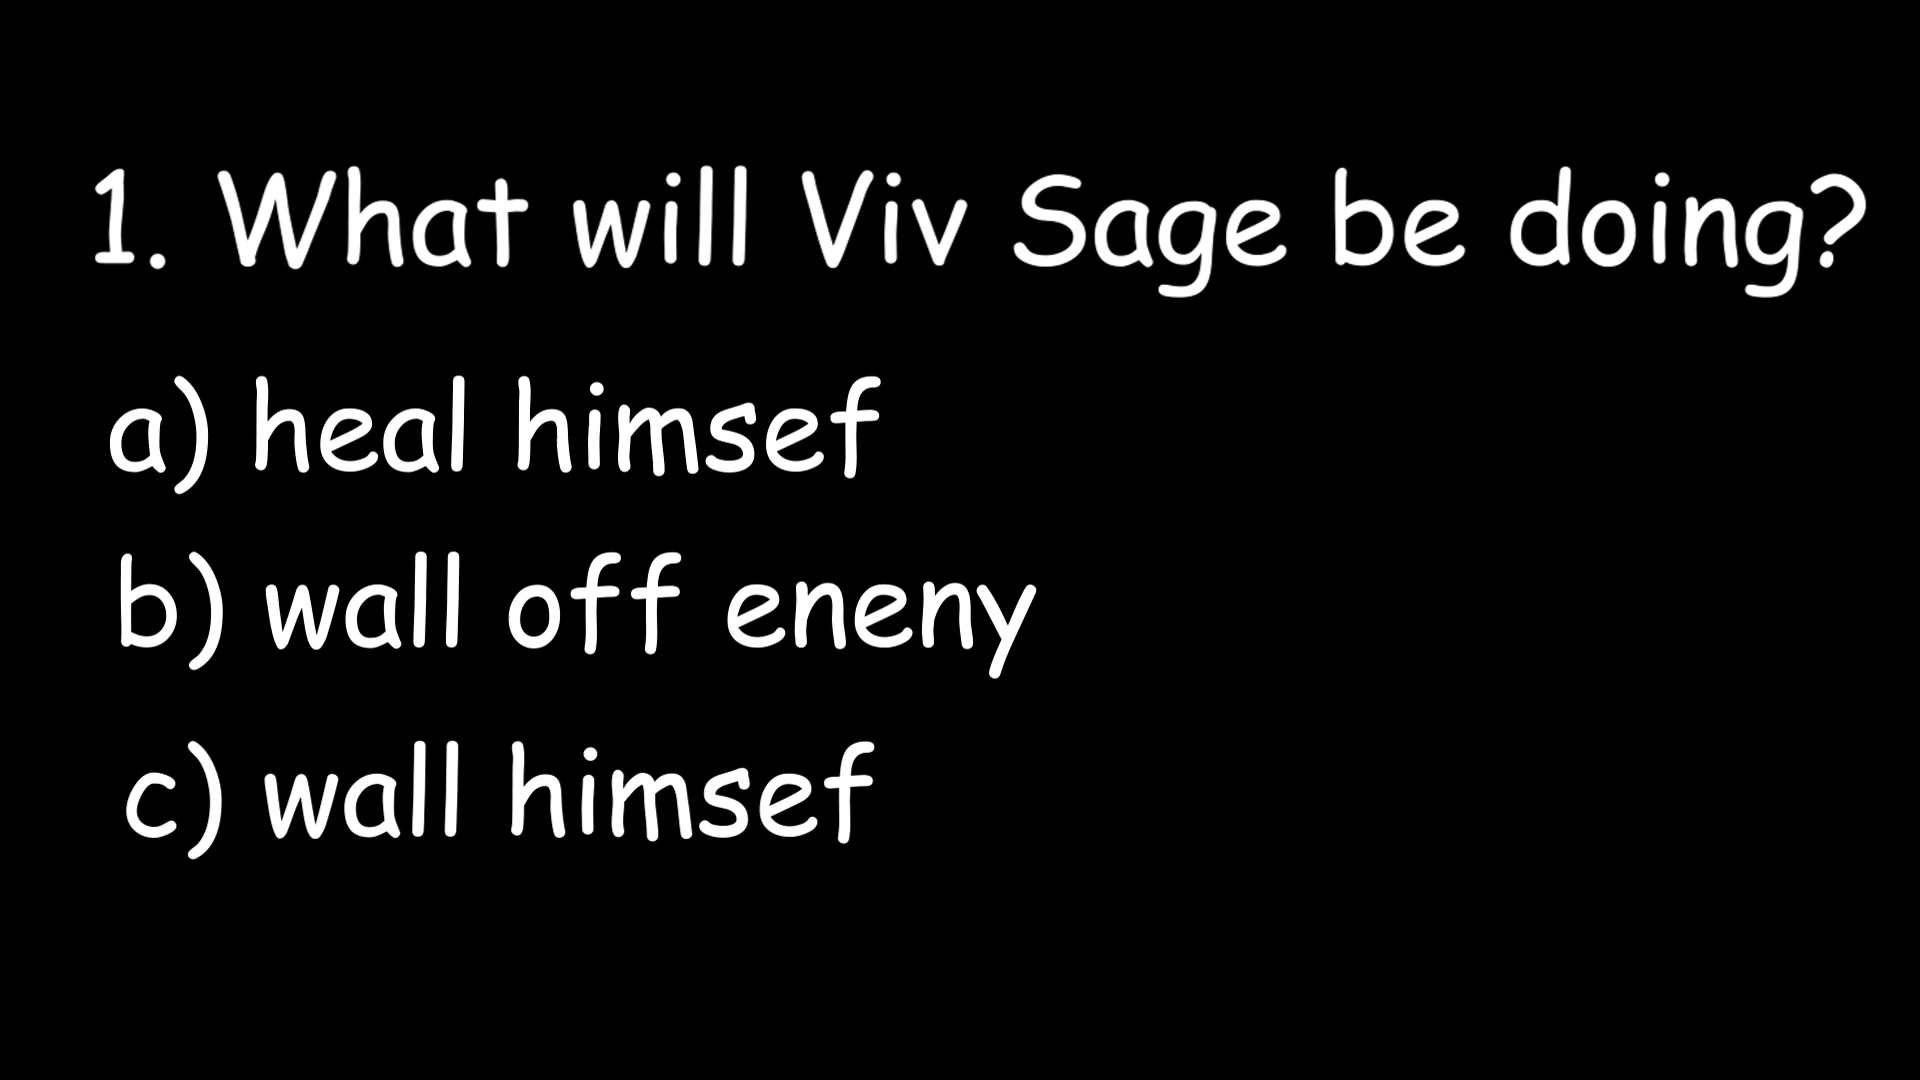 1. What will Viv Sage be doing?
a) heal himsef
b) wall off eneny
c) wall himsef